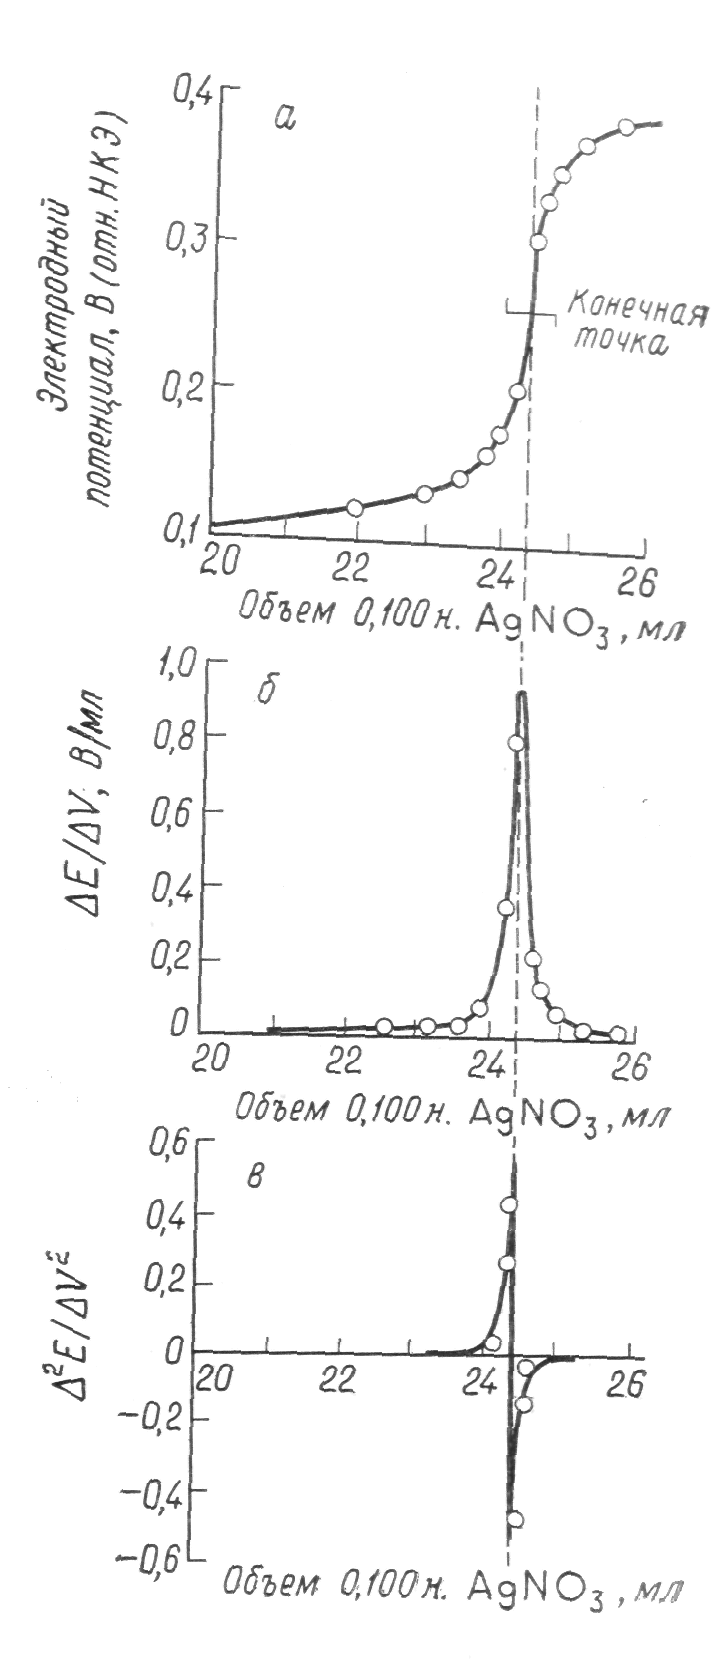 а
Электродный
потенциал, В (отн. НКЭ)
0,4
0,3
0,2
0,1
Конечная
точка
20 22 24 26
Объем 0,100 н. AgNO3, мл
б
ΔE/ΔV, В/мл
1,0
0,8
0,6
0,4
0,2
0
20 22 24 26
Объем 0,100 н. AgNO3, мл
в
Δ²E/ΔV²
0,6
0,4
0,2
0
20 22 24 26
−0,2
−0,4
−0,6
Объем 0,100 н. AgNO3, мл